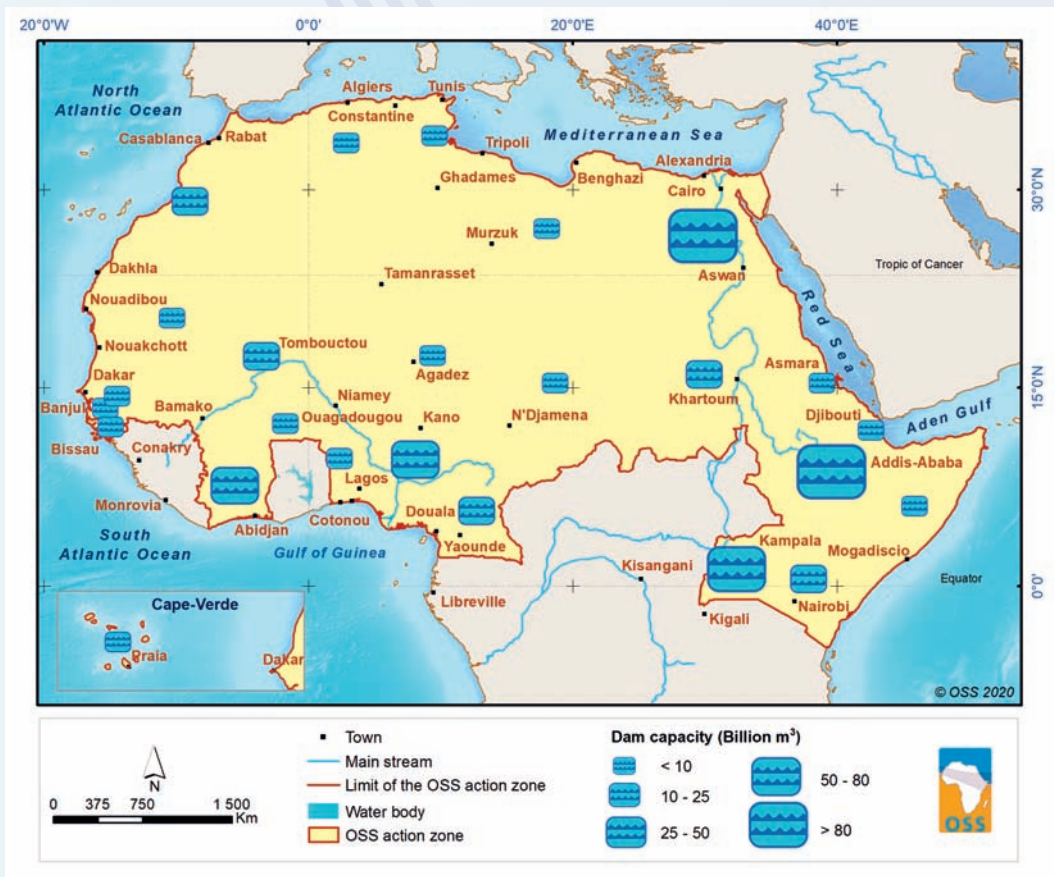 20°0'W 0°0' 20°0'E 40°0'E
North
Atlantic Ocean
Algiers
Tunis
Constantine
Casablanca
Rabat
Tripoli
Mediterranean Sea
Ghadames
Benghazi
Alexandria
Cairo
30°0'N
Murzuk
Aswan
Tropic of Cancer
Dakhla
Tamanrasset
Nouadibou
Red Sea
Nouakchott
Tombouctou
Agadez
Asmara
Dakar
15°0'N
Banjul
Bamako
Niamey
Ouagadougou
Kano
N'Djamena
Khartoum
Djibouti
Aden Gulf
Bissau
Conakry
Addis-Ababa
Lagos
Monrovia
Abidjan
Cotonou
Douala
Yaounde
South
Atlantic Ocean
Gulf of Guinea
Kampala
Mogadiscio
Kisangani
Equator
0°0'
Libreville
Nairobi
Kigali
Cape-Verde
Praia
Dakar
© OSS 2020
N
0 375 750 1 500
Km
Town
Main stream
Limit of the OSS action zone
Water body
OSS action zone
Dam capacity (Billion m³)
< 10
10 - 25
25 - 50
50 - 80
> 80
OSS